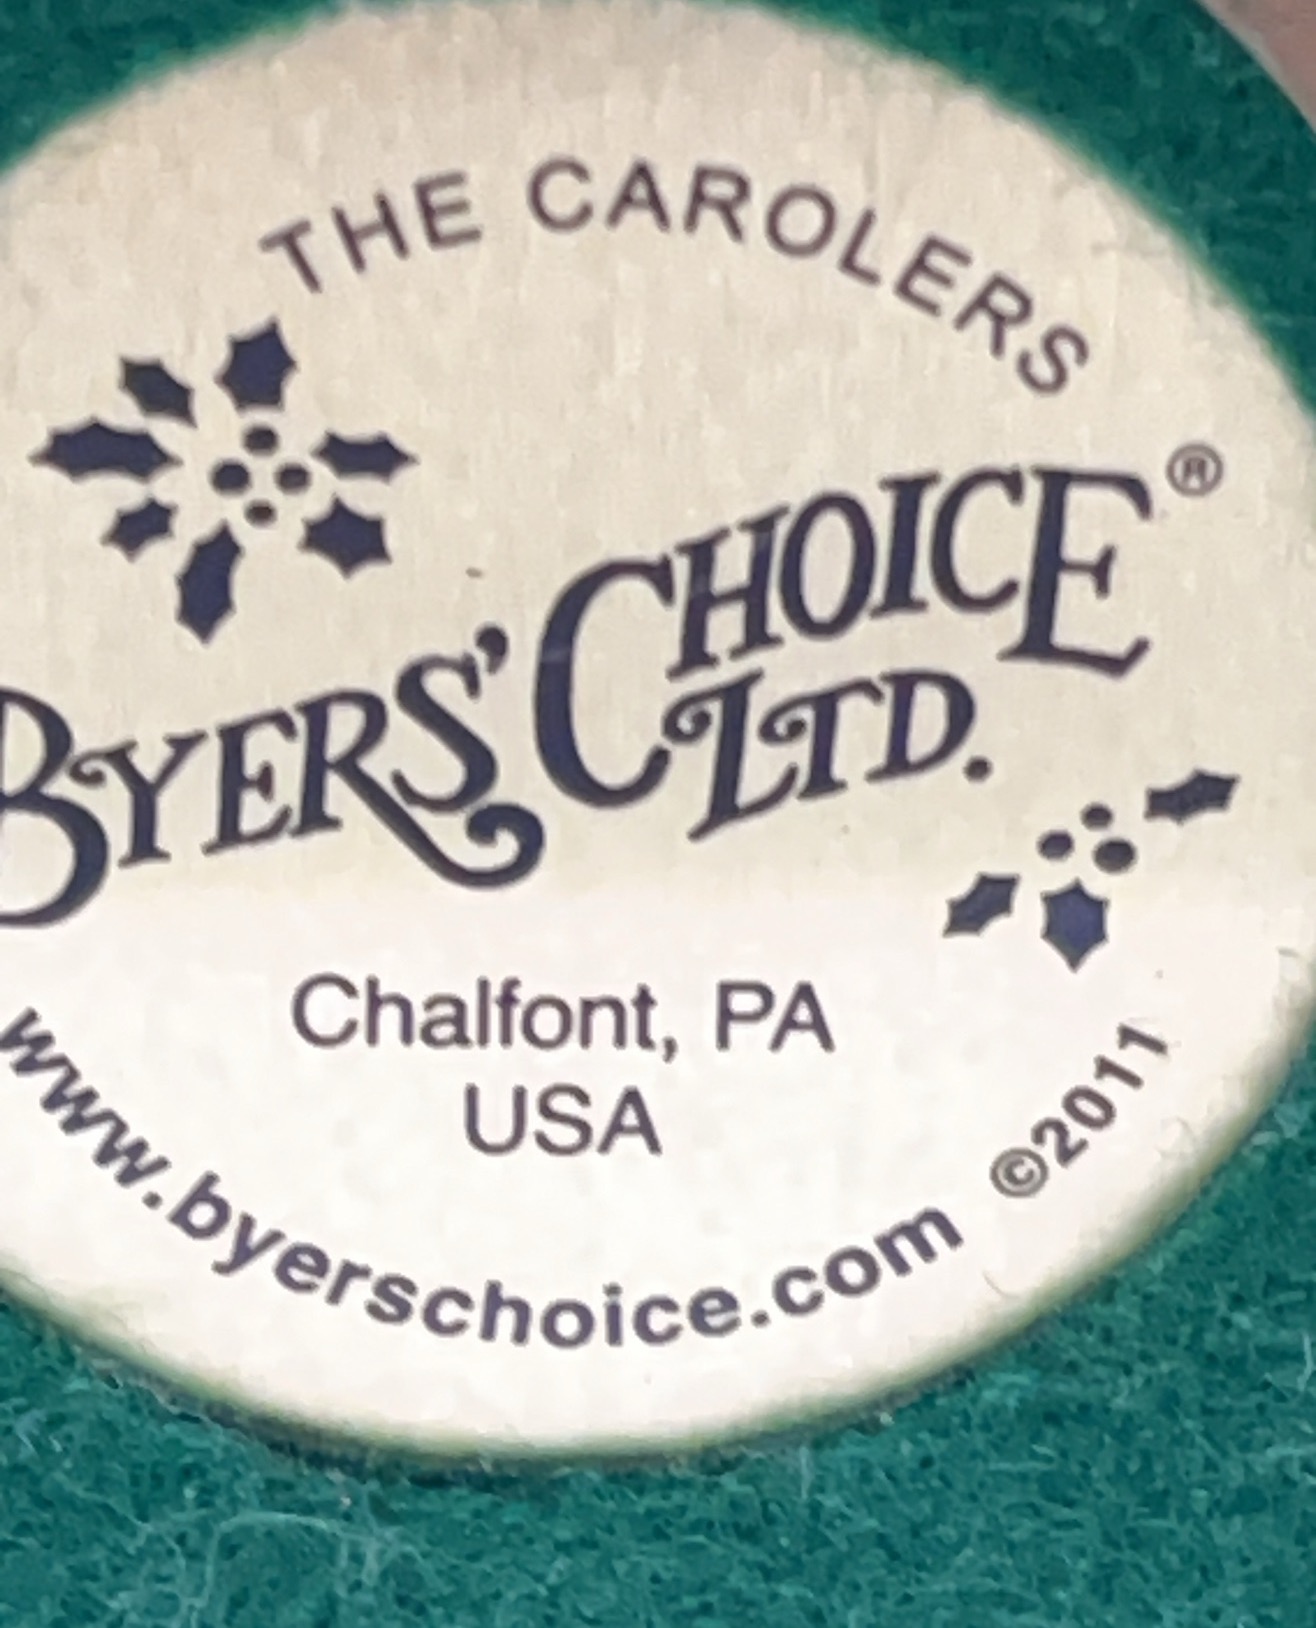 THE CAROLERS
BYERS' CHOICE ®
LTD.
Chalfont, PA
USA
www.byerschoice.com ©2011